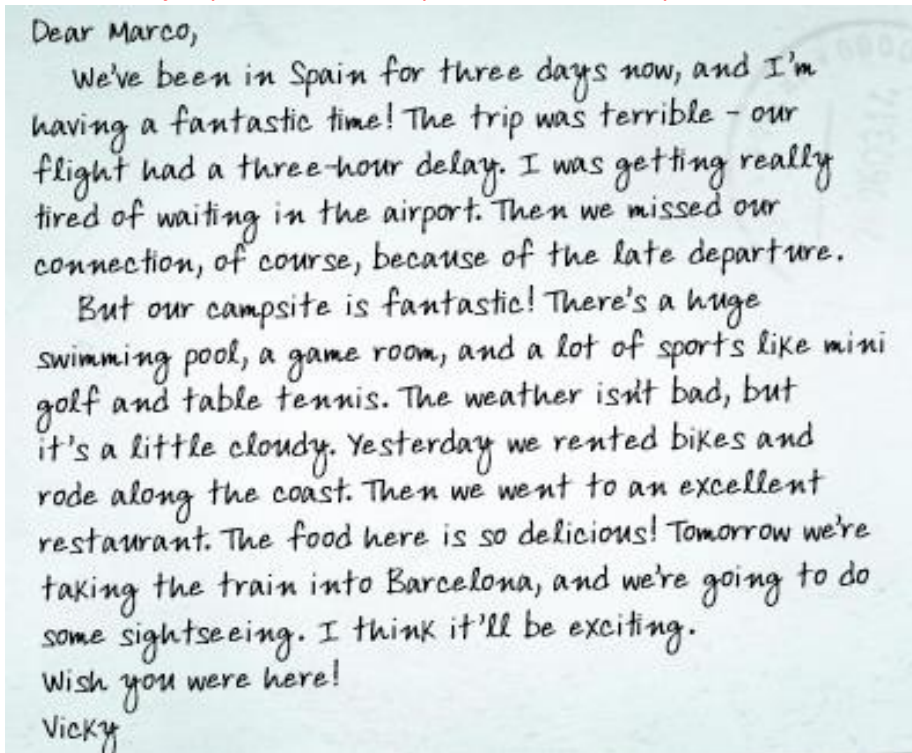 Dear Marco,
We've been in Spain for three days now, and I'm
having a fantastic time! The trip was terrible - our
flight had a three-hour delay. I was getting really
tired of waiting in the airport. Then we missed our
connection, of course, because of the late departure.
But our campsite is fantastic! There's a huge
swimming pool, a game room, and a lot of sports like mini
golf and table tennis. The weather isn't bad, but
it's a little cloudy. Yesterday we rented bikes and
rode along the coast. Then we went to an excellent
restaurant. The food here is so delicious! Tomorrow we're
taking the train into Barcelona, and we're going to do
some sightseeing. I think it'll be exciting.
Wish you were here!
Vicky